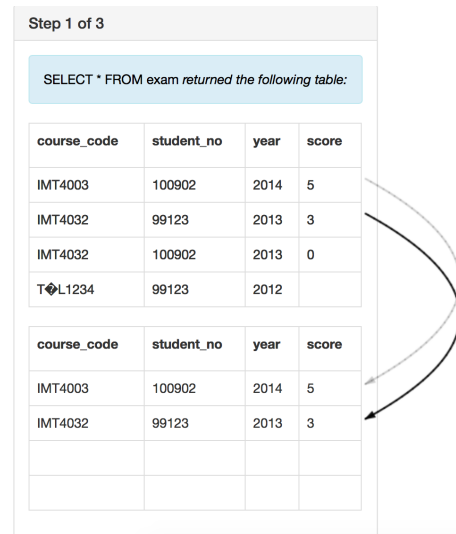 Step 1 of 3
SELECT * FROM exam returned the following table:
course_code student_no year score
IMT4003 100902 2014 5
IMT4032 99123 2013 3
IMT4032 100902 2013 0
T�L1234 99123 2012
course_code student_no year score
IMT4003 100902 2014 5
IMT4032 99123 2013 3